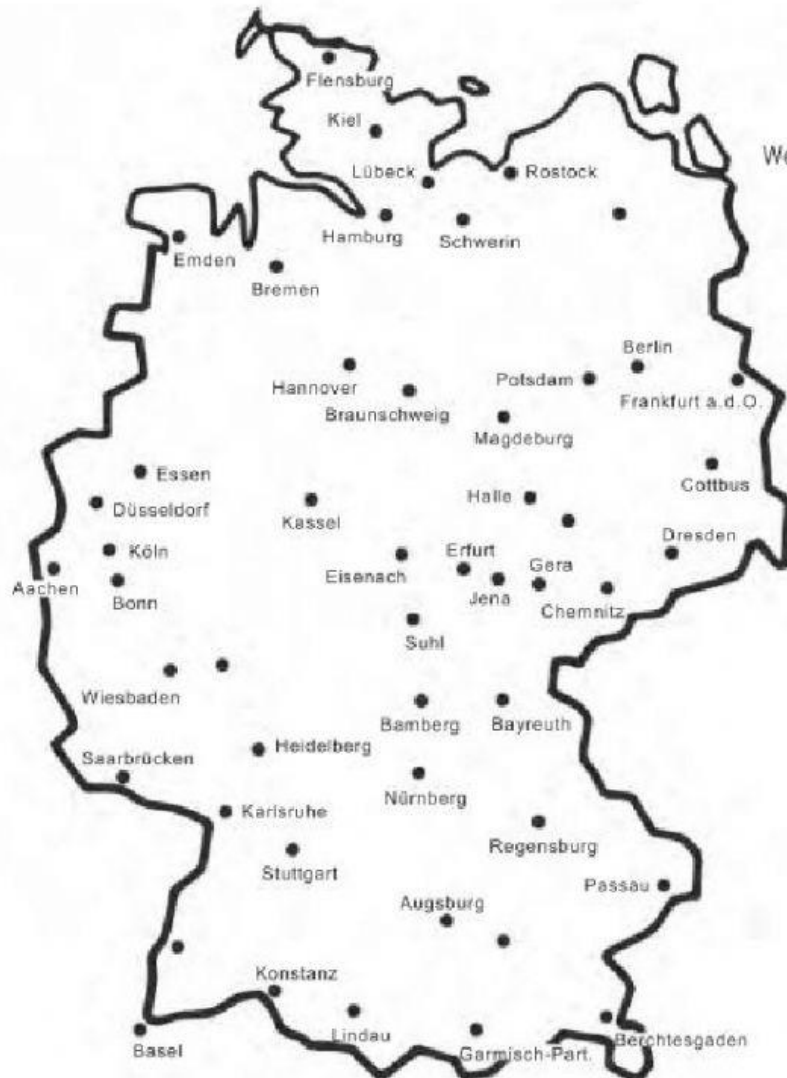 Flensburg
Kiel
Lübeck
Rostock
We
Hamburg
Schwerin
Emden
Bremen
Berlin
Hannover
Potsdam
Braunschweig
Frankfurt a.d.O.
Magdeburg
Essen
Cottbus
Düsseldorf
Kassel
Halle
Köln
Dresden
Aachen
Eisenach
Erfurt
Gera
Bonn
Jena
Chemnitz
Suhl
Wiesbaden
Bamberg
Bayreuth
Heidelberg
Saarbrücken
Nürnberg
Karlsruhe
Regensburg
Stuttgart
Passau
Augsburg
Konstanz
Lindau
Basel
Garmisch-Part.
Berchtesgaden